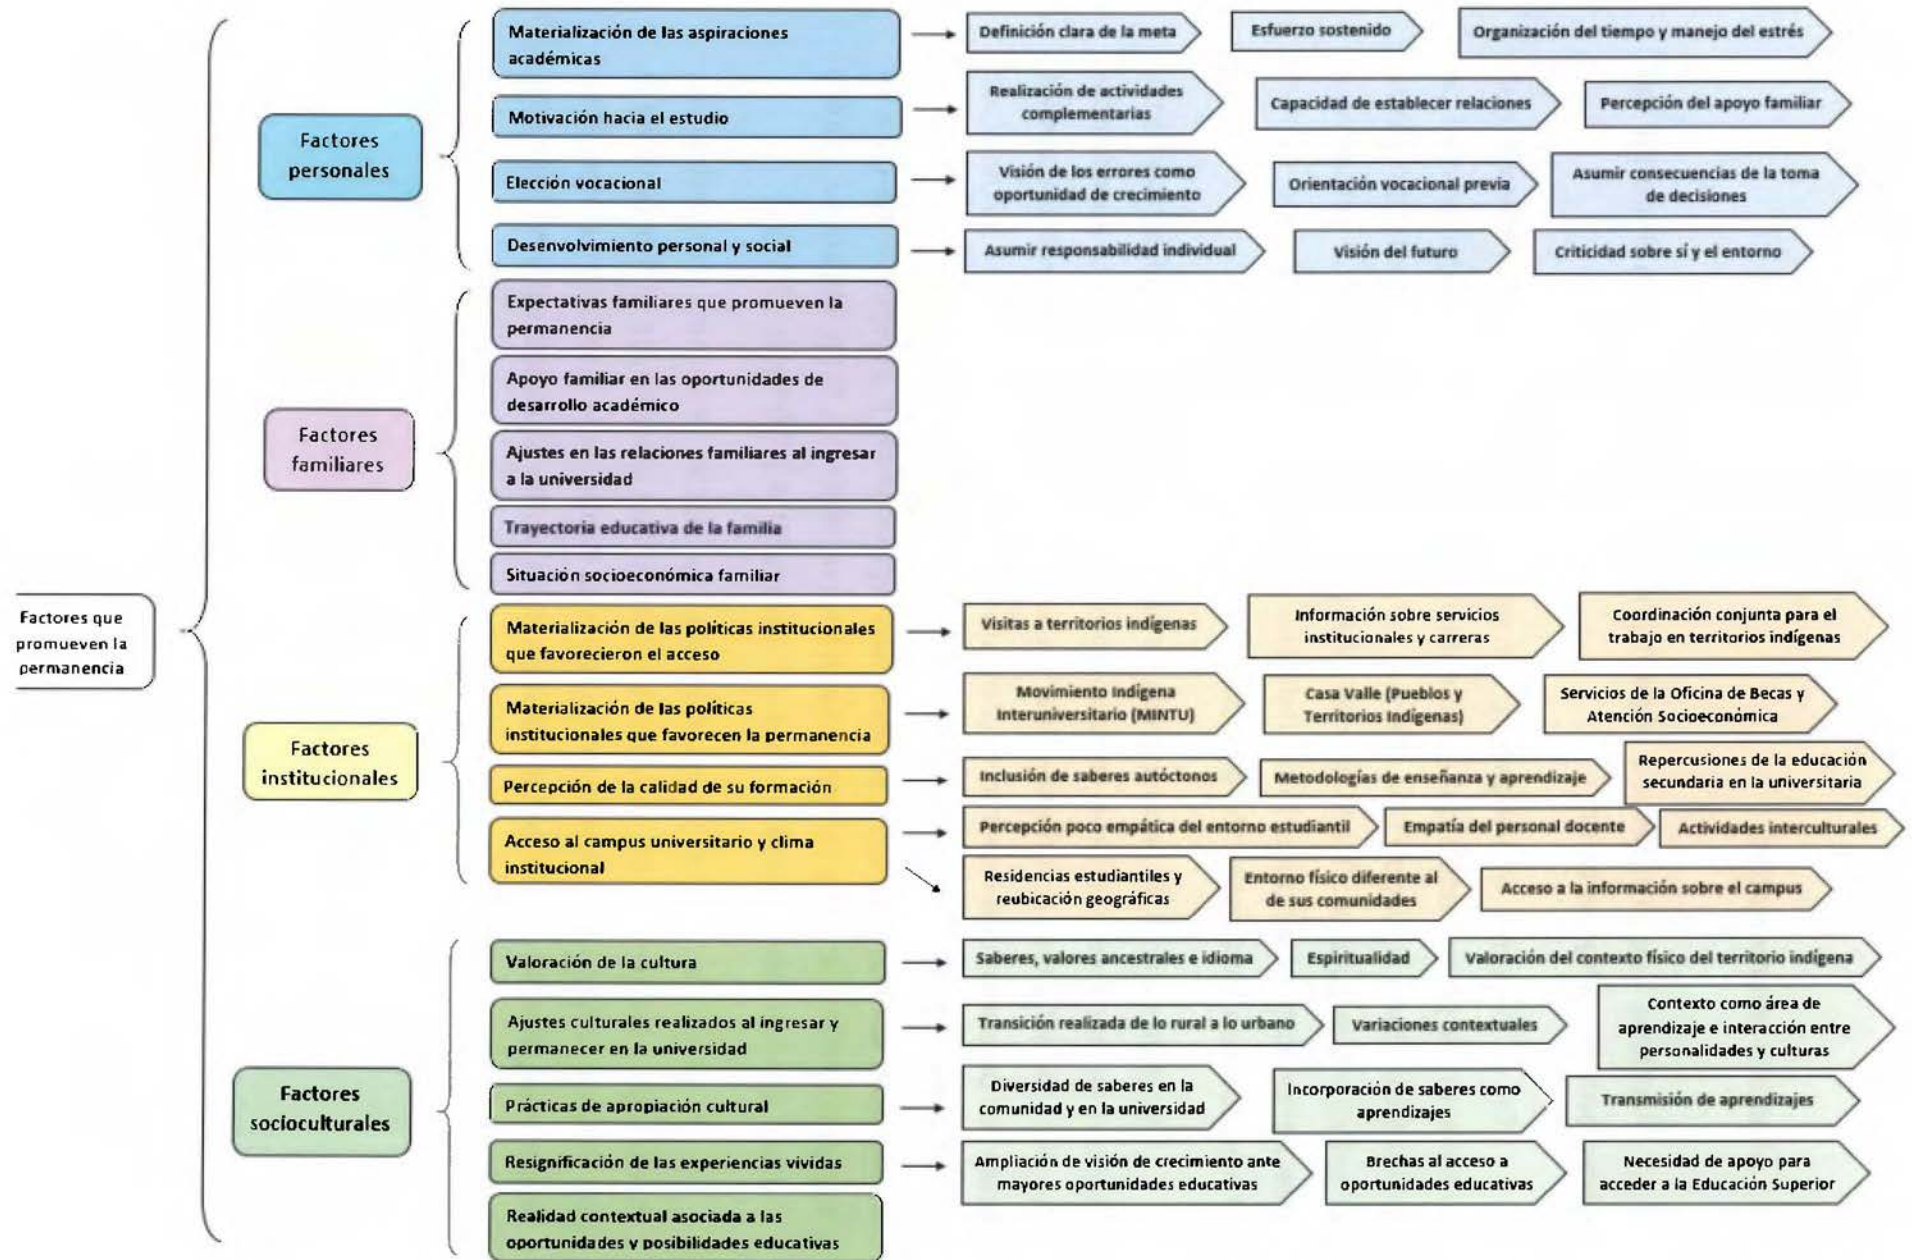 Factores que
promueven la
permanencia
Factores
personales
Materialización de las aspiraciones
académicas
Definición clara de la meta
Esfuerzo sostenido
Organización del tiempo y manejo del estrés
Motivación hacia el estudio
Realización de actividades
complementarias
Capacidad de establecer relaciones
Percepción del apoyo familiar
Elección vocacional
Visión de los errores como
oportunidad de crecimiento
Orientación vocacional previa
Asumir consecuencias de la toma
de decisiones
Desenvolvimiento personal y social
Asumir responsabilidad individual
Visión del futuro
Criticidad sobre sí y el entorno
Factores
familiares
Expectativas familiares que promueven la
permanencia
Apoyo familiar en las oportunidades de
desarrollo académico
Ajustes en las relaciones familiares al ingresar
a la universidad
Trayectoria educativa de la familia
Situación socioeconómica familiar
Factores
institucionales
Materialización de las políticas institucionales
que favorecieron el acceso
Visitas a territorios indígenas
Información sobre servicios
institucionales y carreras
Coordinación conjunta para el
trabajo en territorios indígenas
Materialización de las políticas
institucionales que favorecen la permanencia
Movimiento Indígena
Interuniversitario (MINTU)
Casa Valle (Pueblos y
Territorios Indígenas)
Servicios de la Oficina de Becas y
Atención Socioeconómica
Percepción de la calidad de su formación
Inclusión de saberes autóctonos
Metodologías de enseñanza y aprendizaje
Repercusiones de la educación
secundaria en la universitaria
Acceso al campus universitario y clima
institucional
Percepción poco empática del entorno estudiantil
Empatía del personal docente
Actividades interculturales
Residencias estudiantiles y
reubicación geográficas
Entorno físico diferente al
de sus comunidades
Acceso a la información sobre el campus
Factores
socioculturales
Valoración de la cultura
Saberes, valores ancestrales e idioma
Espiritualidad
Valoración del contexto físico del territorio indígena
Ajustes culturales realizados al ingresar y
permanecer en la universidad
Transición realizada de lo rural a lo urbano
Variaciones contextuales
Contexto como área de
aprendizaje e interacción entre
personalidades y culturas
Prácticas de apropiación cultural
Diversidad de saberes en la
comunidad y en la universidad
Incorporación de saberes como
aprendizajes
Transmisión de aprendizajes
Resignificación de las experiencias vividas
Ampliación de visión de crecimiento ante
mayores oportunidades educativas
Brechas al acceso a
oportunidades educativas
Necesidad de apoyo para
acceder a la Educación Superior
Realidad contextual asociada a las
oportunidades y posibilidades educativas